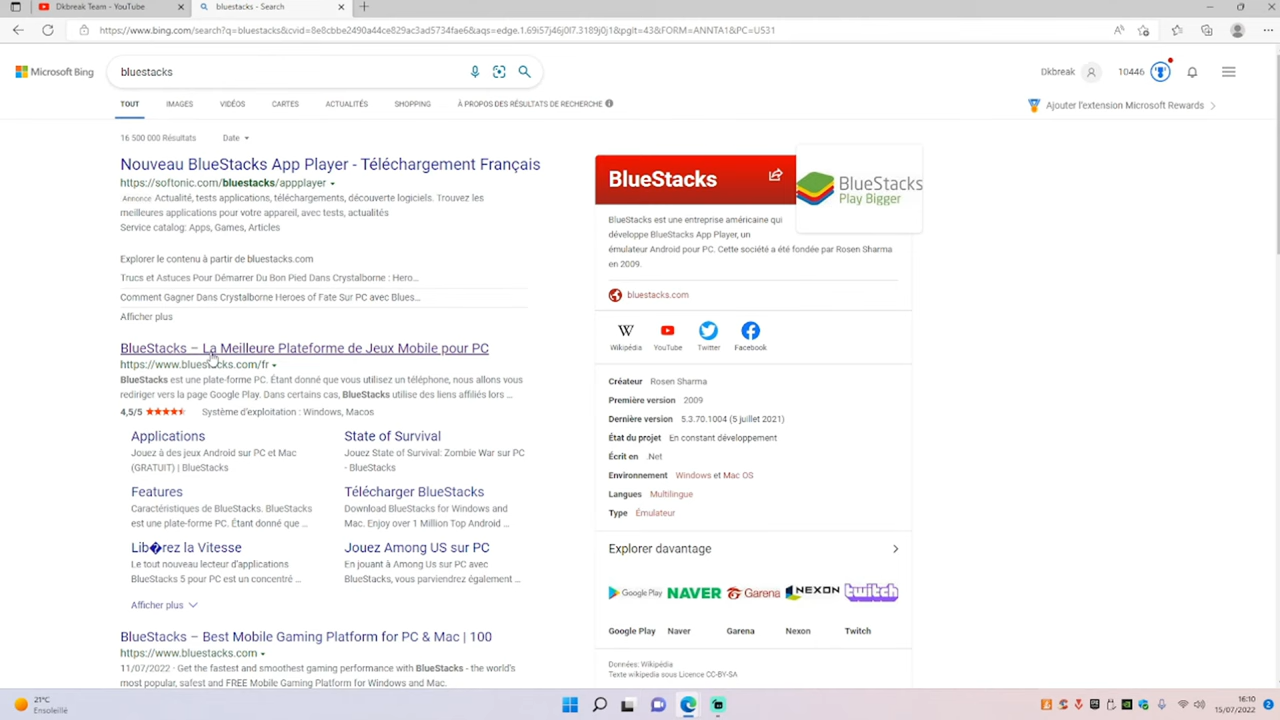 Dkbreak Team - YouTube
bluestacks - Search
https://www.bing.com/search?q=bluestacks&cvid=8e8cbbe2490a44ce829ac3ad5734fae6&aqs=edge.1.69i57j46j0l7.3189j0j1&pglt=43&FORM=ANNTA1&PC=U531
Microsoft Bing
bluestacks
Dkbreak
10446
TOUT IMAGES VIDÉOS CARTES ACTUALITÉS SHOPPING À PROPOS DES RÉSULTATS DE RECHERCHE
Ajouter l'extension Microsoft Rewards
16 500 000 Résultats Date
Nouveau BlueStacks App Player - Téléchargement Français
https://softonic.com/bluestacks/appplayer
Annonce Actualité, tests applications, téléchargements, découverte logiciels. Trouvez les
meilleures applications pour votre appareil, avec tests, actualités
Service catalog: Apps, Games, Articles
Explorer le contenu à partir de bluestacks.com
Trucs et Astuces Pour Démarrer Du Bon Pied Dans Crystalborne : Hero...
Comment Gagner Dans Crystalborne Heroes of Fate Sur PC avec Blues...
Afficher plus
BlueStacks – La Meilleure Plateforme de Jeux Mobile pour PC
https://www.bluestacks.com/fr
BlueStacks est une plate-forme PC. Étant donné que vous utilisez un téléphone, nous allons vous
rediriger vers la page Google Play. Dans certains cas, BlueStacks utilise des liens affiliés lors ...
4,5/5 Système d'exploitation : Windows, Macos
Applications
Jouez à des jeux Android sur PC et Mac
(GRATUIT) | BlueStacks
State of Survival
Jouez State of Survival: Zombie War sur PC
- BlueStacks
Features
Caractéristiques de BlueStacks. BlueStacks
est une plate-forme PC. Étant donné que ...
Télécharger BlueStacks
Download BlueStacks for Windows and
Mac. Enjoy over 1 Million Top Android ...
Lib�rez la Vitesse
Le tout nouveau lecteur d'applications
BlueStacks 5 pour PC est un concentré ...
Jouez Among US sur PC
En jouant à Among Us sur PC avec
BlueStacks, vous parviendrez également ...
Afficher plus
BlueStacks – Best Mobile Gaming Platform for PC & Mac | 100
https://www.bluestacks.com
11/07/2022 · Get the fastest and smoothest gaming performance with BlueStacks - the world's
most popular, safest and FREE Mobile Gaming Platform for Windows and Mac.
BlueStacks
BlueStacks
Play Bigger
BlueStacks est une entreprise américaine qui
développe BlueStacks App Player, un
émulateur Android pour PC. Cette société a été fondée par Rosen Sharma
en 2009.
bluestacks.com
W
Wikipédia YouTube Twitter Facebook
Créateur Rosen Sharma
Première version 2009
Dernière version 5.3.70.1004 (5 juillet 2021)
État du projet En constant développement
Écrit en .Net
Environnement Windows et Mac OS
Langues Multilingue
Type Émulateur
Explorer davantage
Google Play NAVER Garena NEXON twitch
Google Play Naver Garena Nexon Twitch
Données: Wikipédia
Texte wikipedia sous Licence CC-BY-SA
21°C
Ensoleillé
16:10
15/07/2022
2